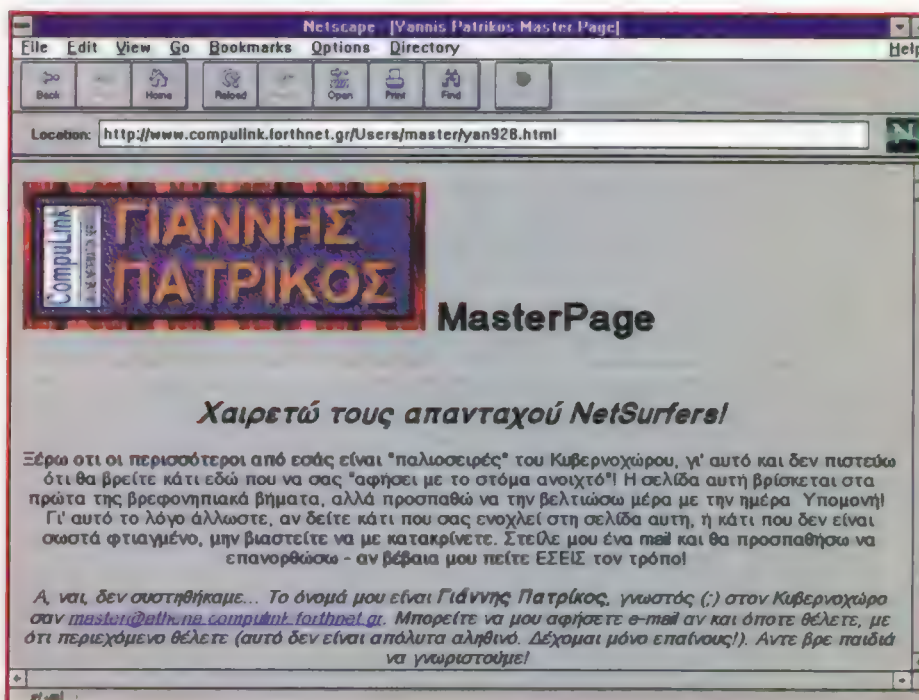 Netscape - [Yannis Patrikos Master Page]
File Edit View Go Bookmarks Options Directory Help
Back Home Reload Open Print Find
Location: http://www.compulink.forthnet.gr/Users/master/yan928.html
N
CompuLink
ΓΙΑΝΝΗΣ
ΠΑΤΡΙΚΟΣ
MasterPage
Χαιρετώ τους απανταχού NetSurfers!
Ξέρω οτι οι περισσότεροι από εσάς είναι "παλιοσειρές" του Κυβερνοχώρου, γι' αυτό και δεν πιστεύω
ότι θα βρείτε κάτι εδώ που να σας "αφήσει με το στόμα ανοιχτό"! Η σελίδα αυτή βρίσκεται στα
πρώτα της βρεφονηπιακά βήματα, αλλά προσπαθώ να την βελτιώσω μέρα με την ημέρα. Υπομονή!
Γι' αυτό το λόγο άλλωστε, αν δείτε κάτι που σας ενοχλεί στη σελίδα αυτη, ή κάτι που δεν είναι
σωστά φτιαγμένο, μην βιαστείτε να με κατακρίνετε. Στείλε μου ένα mail και θα προσπαθήσω να
επανορθώσω - αν βέβαια μου πείτε ΕΣΕΙΣ τον τρόπο!
Α, ναι, δεν συστηθήκαμε... Το όνομά μου είναι Γιάννης Πατρίκος, γνωστός (;) στον Κυβερνοχώρο
σαν master@athena.compulink.forthnet.gr. Μπορείτε να μου αφήσετε e-mail αν και όποτε θέλετε, με
ότι περιεχόμενο θέλετε (αυτό δεν είναι απόλυτα αληθινό. Δέχομαι μόνο επαίνους!). Αντε βρε παιδιά
να γνωριστούμε!